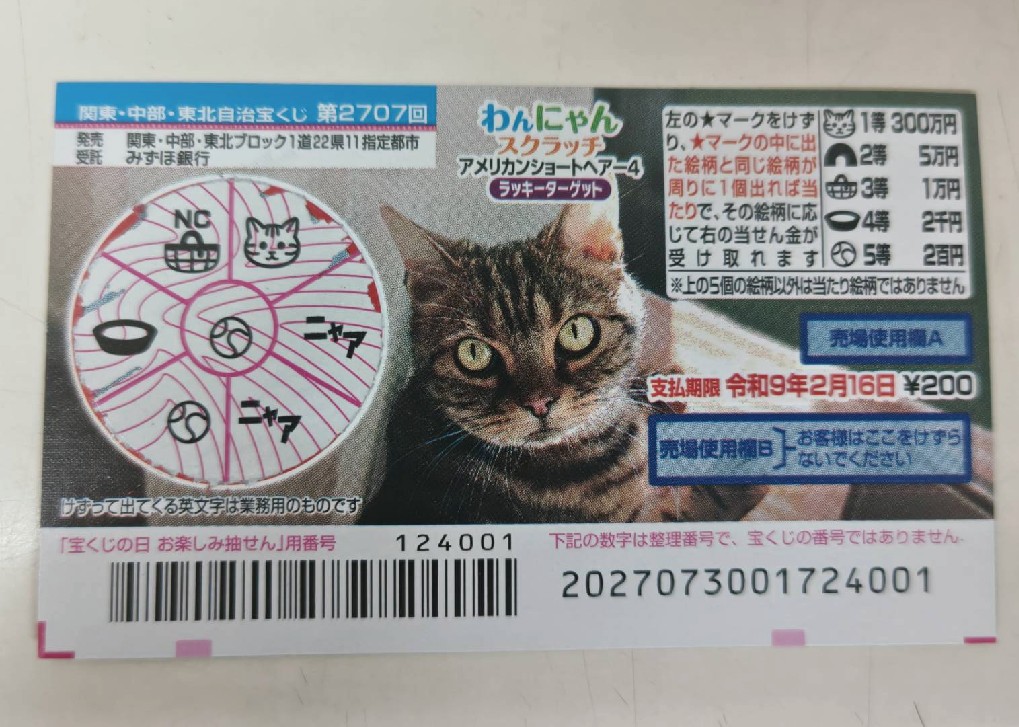 関東・中部・東北自治宝くじ 第2707回
発売 関東・中部・東北ブロック1道22県11指定都市
受託 みずほ銀行
わんにゃん
スクラッチ
アメリカンショートヘアー4
ラッキーターゲット
左の★マークをけず
り、★マークの中に出
た絵柄と同じ絵柄が
周りに1個出れば当
たりで、その絵柄に応
じて右の当せん金が
受け取れます
1等 300万円
2等 5万円
3等 1万円
4等 2千円
5等 2百円
※上の5個の絵柄以外は当たり絵柄ではありません
NC
ニャア
ニャア
売場使用欄A
支払期限 令和9年2月16日 ¥200
売場使用欄B
お客様はここをけずら
ないでください
けずって出てくる英文字は業務用のものです
「宝くじの日 お楽しみ抽せん」用番号 124001
下記の数字は整理番号で、宝くじの番号ではありません。
2027073001724001